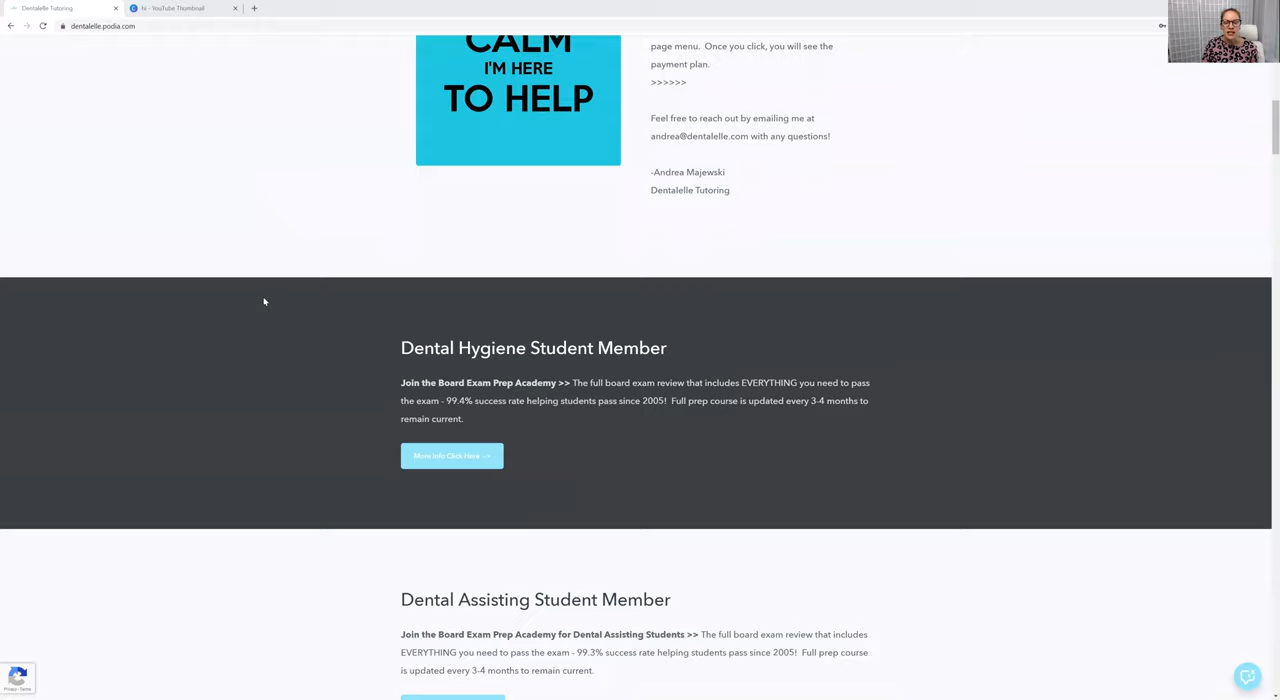 Dentalelle Tutoring
hi - YouTube Thumbnail
dentalelle.podia.com
CALM
I'M HERE
TO HELP
page menu. Once you click, you will see the
payment plan.
>>>>>>
Feel free to reach out by emailing me at
andrea@dentalelle.com with any questions!
-Andrea Majewski
Dentalelle Tutoring
Dental Hygiene Student Member
Join the Board Exam Prep Academy >> The full board exam review that includes EVERYTHING you need to pass
the exam - 99.4% success rate helping students pass since 2005! Full prep course is updated every 3-4 months to
remain current.
More Info Click Here -->
Dental Assisting Student Member
Join the Board Exam Prep Academy for Dental Assisting Students >> The full board exam review that includes
EVERYTHING you need to pass the exam - 99.3% success rate helping students pass since 2005! Full prep course
is updated every 3-4 months to remain current.
Privacy - Terms